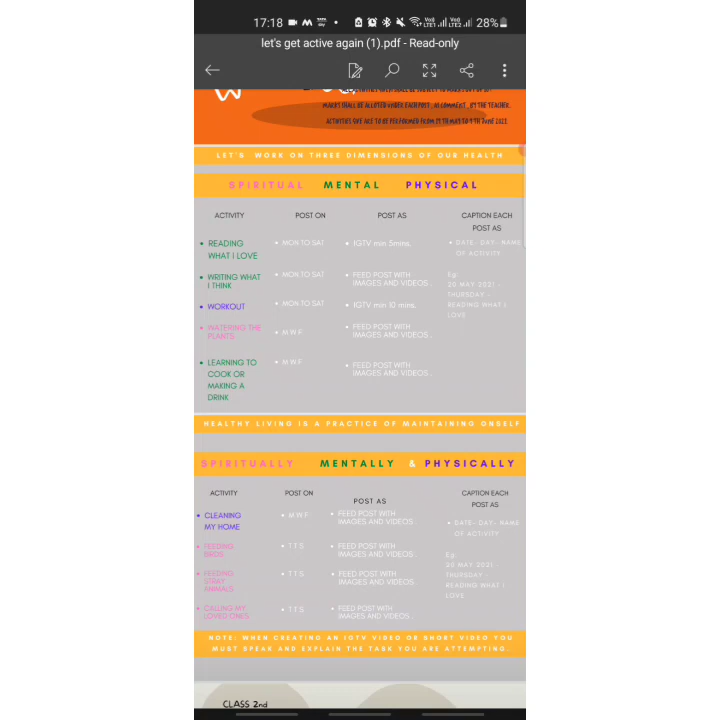 17:18
VoD
LTE1
VoD
LTE2
28%
let's get active again (1).pdf - Read-only
MARKS SHALL BE ALLOTED UNDER EACH POST, IN COMMENT, BY THE TEACHER.
LET'S WORK ON THREE DIMENSIONS OF OUR HEALTH
SPIRITUAL MENTAL PHYSICAL
ACTIVITY POST ON POST AS CAPTION EACH
POST AS
• READING
WHAT I LOVE
• MON TO SAT
• IGTV min 5mins,
• DATE- DAY- NAME
OF ACTIVITY
Eg:
20 MAY 2021 -
THURSDAY -
READING WHAT I
LOVE
• WRITING WHAT
I THINK
• MON TO SAT
• FEED POST WITH
IMAGES AND VIDEOS .
• WORKOUT
• MON TO SAT
• IGTV min 10 mins,
• WATERING THE
PLANTS
• M W F
• FEED POST WITH
IMAGES AND VIDEOS .
• LEARNING TO
COOK OR
MAKING A
DRINK
• M W F
• FEED POST WITH
IMAGES AND VIDEOS .
HEALTHY LIVING IS A PRACTICE OF MAINTAINING ONSELF
SPIRITUALLY MENTALLY & PHYSICALLY
ACTIVITY POST ON POST AS CAPTION EACH
POST AS
• CLEANING
MY HOME
• M W F
• FEED POST WITH
IMAGES AND VIDEOS
• DATE- DAY- NAME
OF ACTIVITY
Eg:
20 MAY 2021 -
THURSDAY -
READING WHAT I
LOVE
• FEEDING
BIRDS
• T T S
• FEED POST WITH
IMAGES AND VIDEOS .
• FEEDING
STRAY
ANIMALS
• T T S
• FEED POST WITH
IMAGES AND VIDEOS
• CALLING MY
LOVED ONES
• T T S
• FEED POST WITH
IMAGES AND VIDEOS .
NOTE: WHEN CREATING AN IGTV VIDEO OR SHORT VIDEO YOU
MUST SPEAK AND EXPLAIN THE TASK YOU ARE ATTEMPTING.
CLASS 2nd